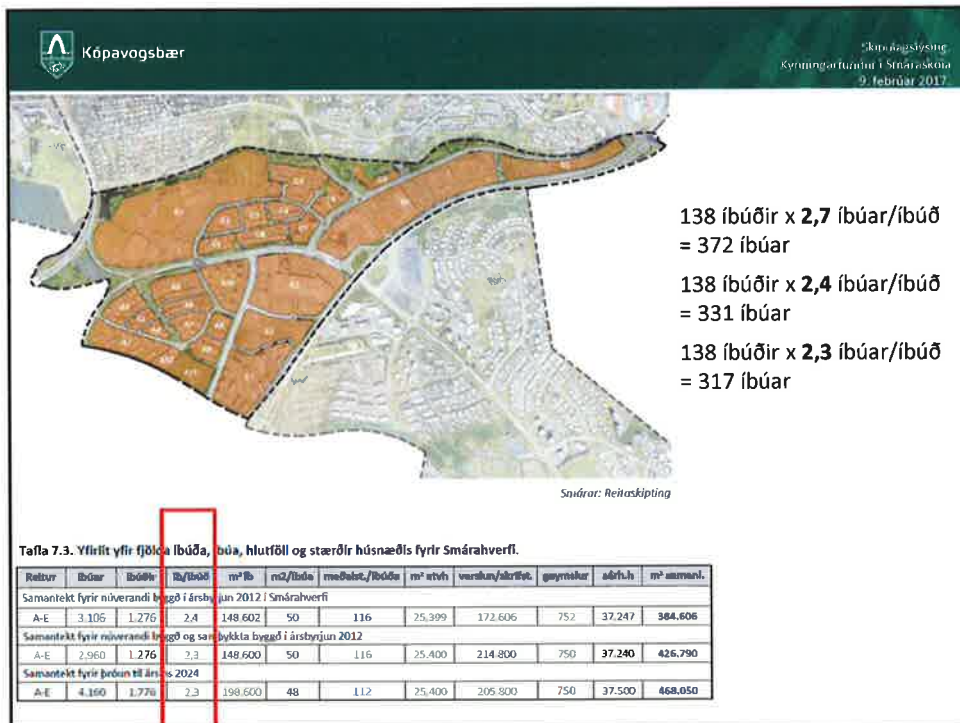 Kópavogsbær
Skipulagslýsing
Kynningarfundur í Smáraskóla
9. febrúar 2017
138 íbúðir x 2,7 íbúar/íbúð
= 372 íbúar
138 íbúðir x 2,4 íbúar/íbúð
= 331 íbúar
138 íbúðir x 2,3 íbúar/íbúð
= 317 íbúar
Smárar: Reitaskipting
Tafla 7.3. Yfirlit yfir fjölda íbúða, íbúa, hlutföll og stærðir húsnæðis fyrir Smárahverfi.
Reitur íbúar íbúðir íb/íbúð m² íb m2/íbúa meðalst./íbúða m² atvh verslun/skrifst. geymslur sérh.h m² samanl.
Samantekt fyrir núverandi byggð í ársbyrjun 2012 í Smárahverfi
A-E 3.106 1.276 2,4 148.602 50 116 25.399 172.606 752 37.247 384.606
Samantekt fyrir núverandi byggð og samþykkta byggð í ársbyrjun 2012
A-E 2.960 1.276 2,3 148.600 50 116 25.400 214.800 750 37.240 426.790
Samantekt fyrir þróun til ársins 2024
A-E 4.160 1.776 2,3 198.600 48 112 25.400 205.800 750 37.500 468.050